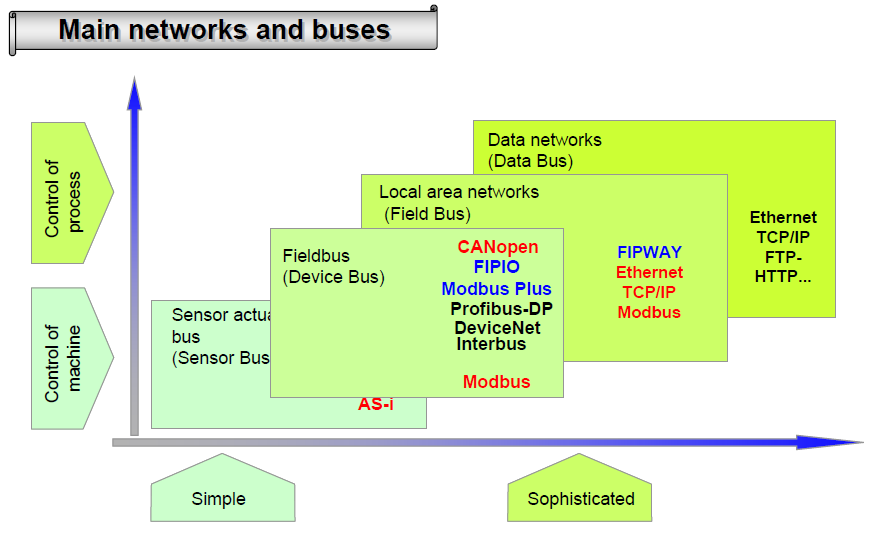 Main networks and buses
Control of
process
Control of
machine
Data networks
(Data Bus)
Ethernet
TCP/IP
FTP-
HTTP...
Local area networks
(Field Bus)
FIPWAY
Ethernet
TCP/IP
Modbus
Fieldbus
(Device Bus)
CANopen
FIPIO
Modbus Plus
Profibus-DP
DeviceNet
Interbus
Modbus
Sensor actua
bus
(Sensor Bus
AS-i
Simple
Sophisticated